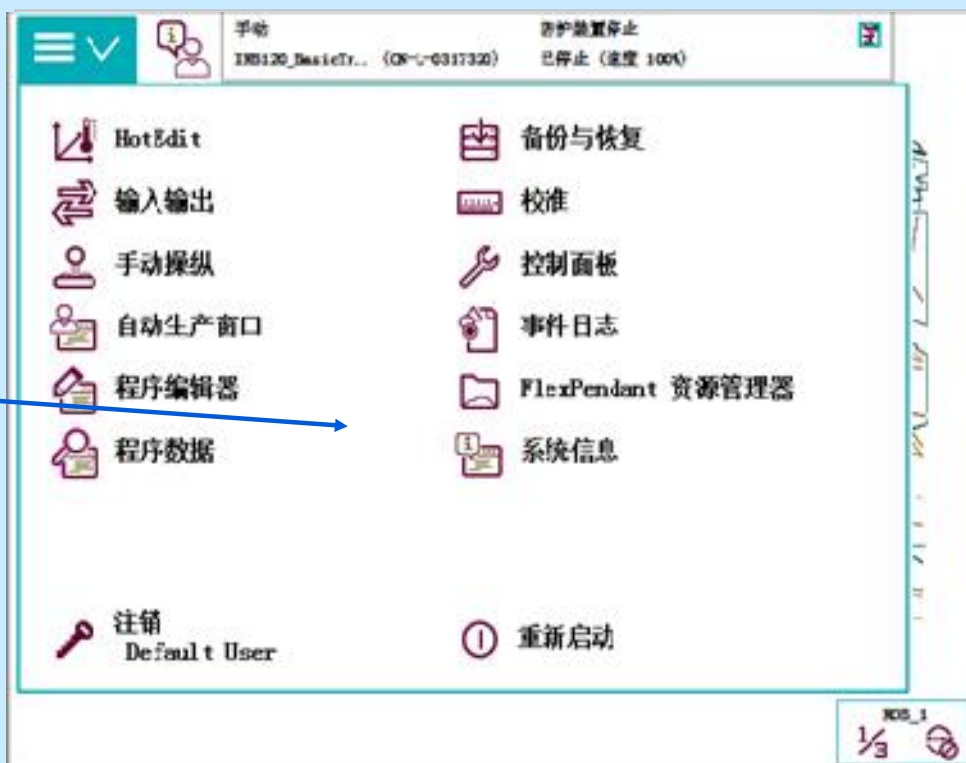 手动
防护装置停止
已停止 (速度 100%)
HotEdit
备份与恢复
输入输出
校准
手动操纵
控制面板
自动生产窗口
事件日志
程序编辑器
FlexPendant 资源管理器
程序数据
系统信息
注销
Default User
重新启动
ROB_1
1/3